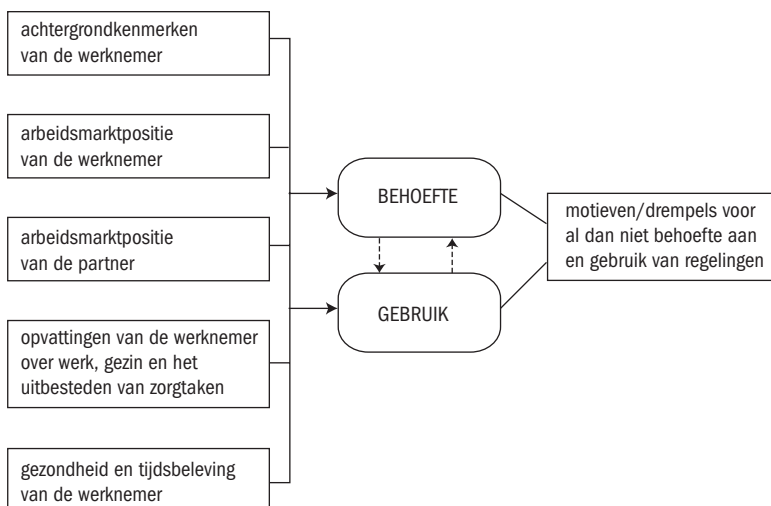 achtergrondkenmerken
van de werknemer
arbeidsmarktpositie
van de werknemer
arbeidsmarktpositie
van de partner
opvattingen van de werknemer
over werk, gezin en het
uitbesteden van zorgtaken
gezondheid en tijdsbeleving
van de werknemer
BEHOEFTE
GEBRUIK
motieven/drempels voor
al dan niet behoefte aan
en gebruik van regelingen